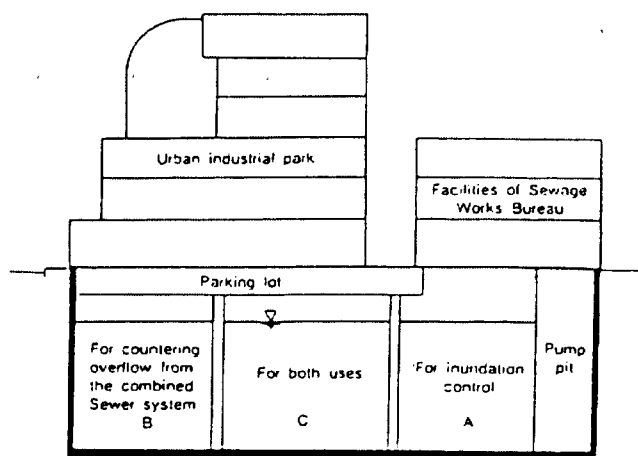 Urban industrial park
Facilities of Sewage
Works Bureau
Parking lot
For countering
overflow from
the combined
Sewer system
B
For both uses
C
For inundation
control
A
Pump
pit